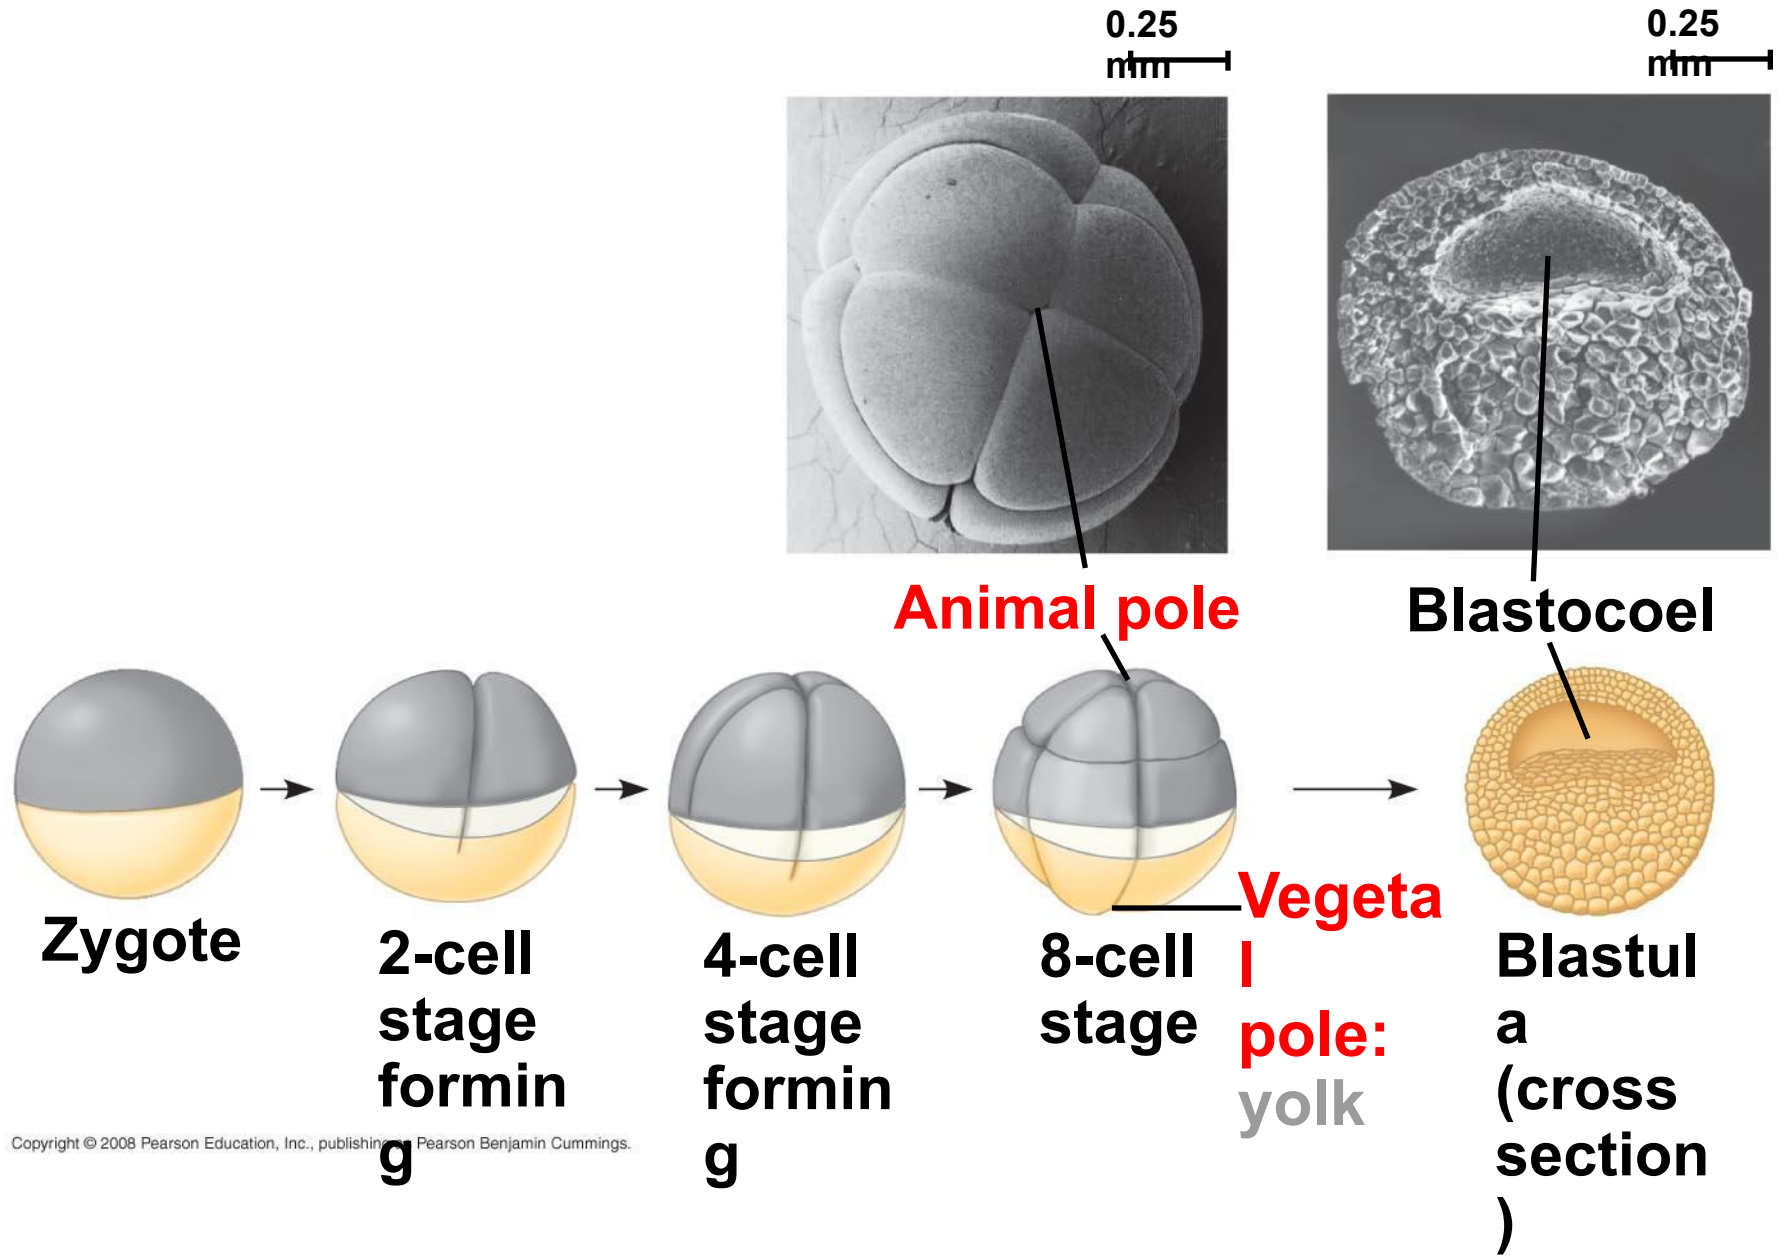 0.25
mm
0.25
mm
Animal pole
Blastocoel
Zygote
2-cell
stage
formin
g
4-cell
stage
formin
g
8-cell
stage
Vegeta
l
pole:
yolk
Blastul
a
(cross
section
)
Copyright © 2008 Pearson Education, Inc., publishing as Pearson Benjamin Cummings.